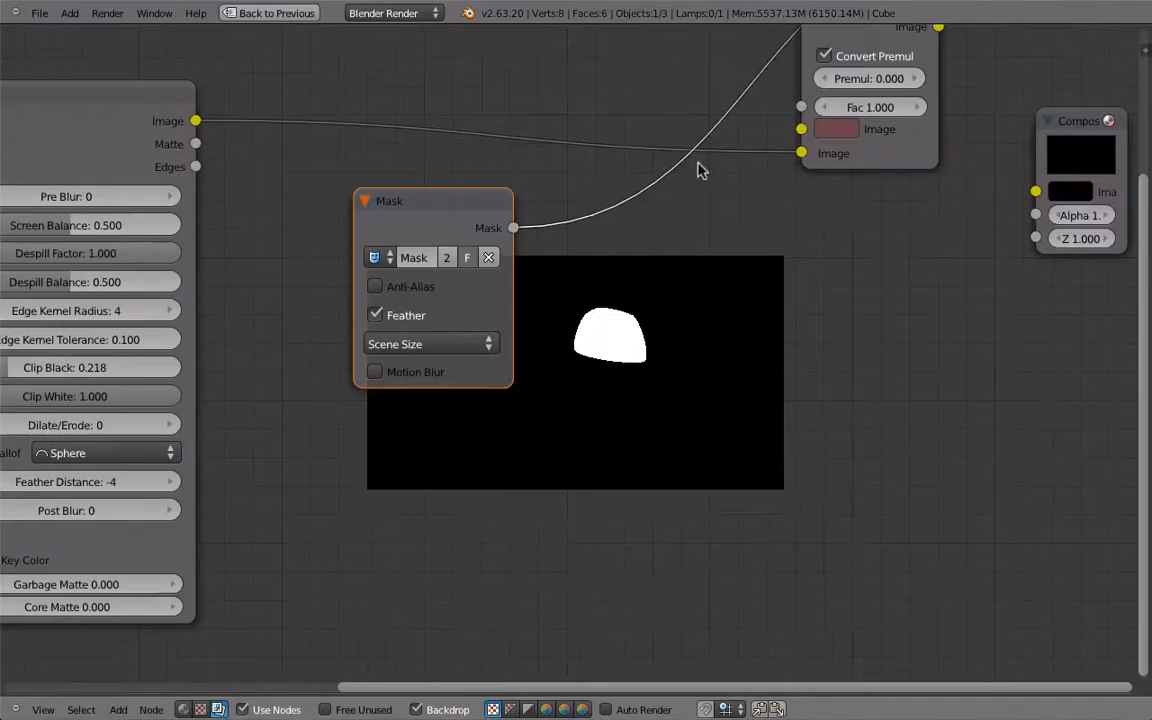 File Add Render Window Help Back to Previous Blender Render v2.63.20 | Verts:8 | Faces:6 | Objects:1/3 | Lamps:0/1 | Mem:5537.13M (6150.14M) | Cube
Image
Convert Premul
Premul: 0.000
Fac 1.000
Image
Image
Image
Matte
Edges
Pre Blur: 0
Screen Balance: 0.500
Despill Factor: 1.000
Despill Balance: 0.500
Edge Kernel Radius: 4
dge Kernel Tolerance: 0.100
Clip Black: 0.218
Clip White: 1.000
Dilate/Erode: 0
allof Sphere
Feather Distance: -4
Post Blur: 0
Key Color
Garbage Matte 0.000
Core Matte 0.000
Mask
Mask
Mask 2 F
Anti-Alias
Feather
Scene Size
Motion Blur
Compos
Ima
Alpha 1.
Z 1.000
View Select Add Node Use Nodes Free Unused Backdrop Auto Render